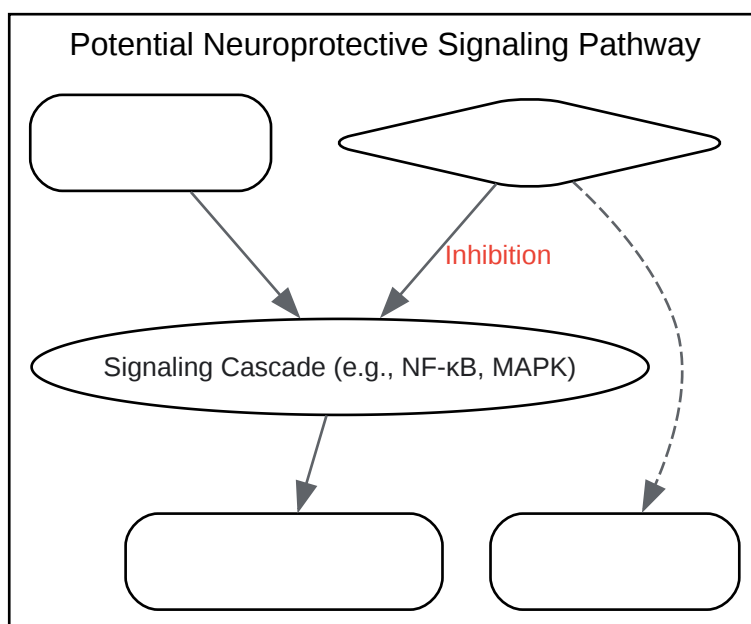 Potential Neuroprotective Signaling Pathway
Inhibition
Signaling Cascade (e.g., NF-κB, MAPK)